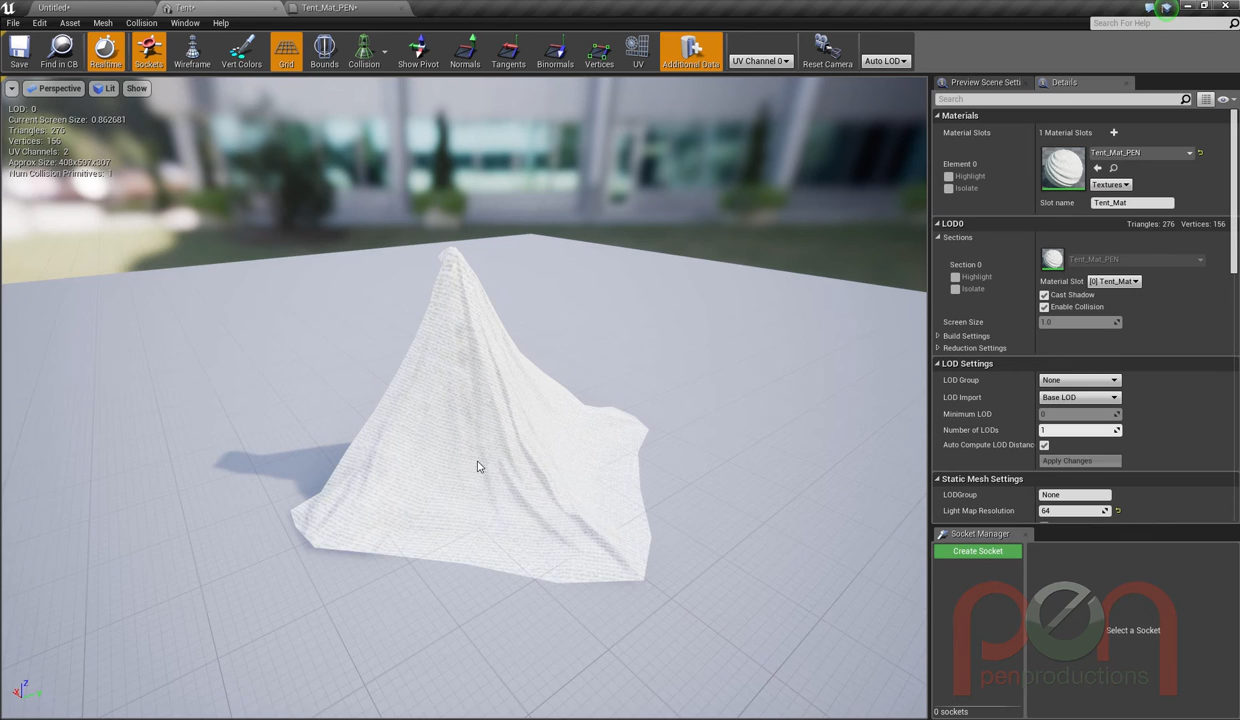 Untitled*
Tent*
Tent_Mat_PEN*
File Edit Asset Mesh Collision Window Help
Search For Help
Save Find in CB Realtime Sockets Wireframe Vert Colors Grid Bounds Collision Show Pivot Normals Tangents Binormals Vertices UV Additional Data UV Channel 0 Reset Camera Auto LOD
Perspective Lit Show
LOD: 0
Current Screen Size: 0.862681
Triangles: 276
Vertices: 156
UV Channels: 2
Approx Size: 408x597x307
Num Collision Primitives: 1
Preview Scene Setti Details
Search
Materials
Material Slots 1 Material Slots
Element 0
Highlight
Isolate
Tent_Mat_PEN
Textures
Slot name Tent_Mat
LOD0 Triangles: 276 Vertices: 156
Sections
Section 0
Highlight
Isolate
Tent_Mat_PEN
Material Slot [0] Tent_Mat
Cast Shadow
Enable Collision
Screen Size 1.0
Build Settings
Reduction Settings
LOD Settings
LOD Group None
LOD Import Base LOD
Minimum LOD 0
Number of LODs 1
Auto Compute LOD Distanc
Apply Changes
Static Mesh Settings
LODGroup None
Light Map Resolution 64
Socket Manager
Create Socket
Select a Socket
pen
penproductions
0 sockets
Z